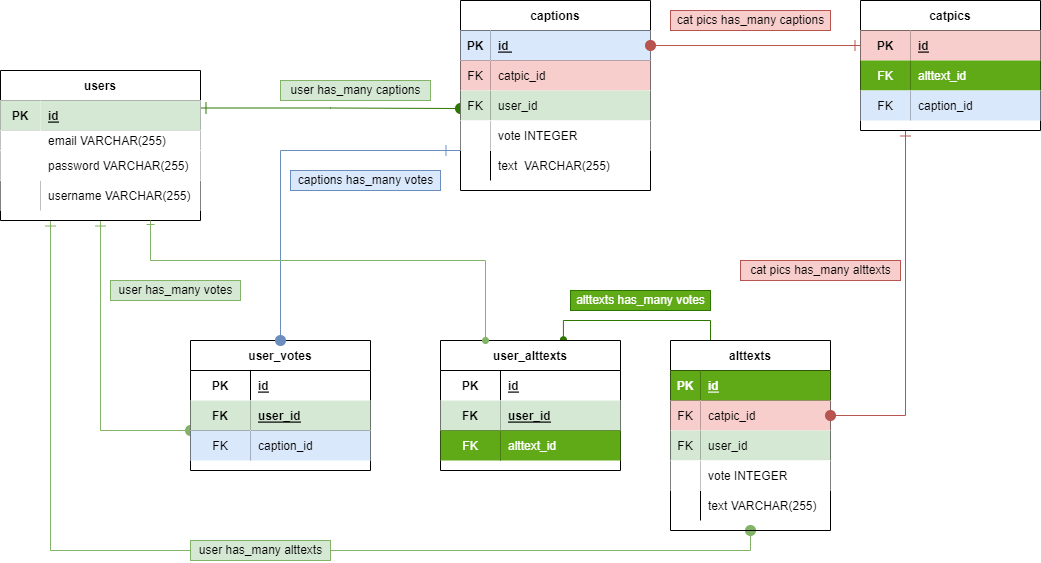 captions
PK id
FK catpic_id
FK user_id
vote INTEGER
text VARCHAR(255)
cat pics has_many captions
catpics
PK id
FK alttext_id
FK caption_id
users
PK id
email VARCHAR(255)
password VARCHAR(255)
username VARCHAR(255)
user has_many captions
captions has_many votes
user has_many votes
cat pics has_many alttexts
alttexts has_many votes
user_votes
PK id
FK user_id
FK caption_id
user_alttexts
PK id
FK user_id
FK alttext_id
alttexts
PK id
FK catpic_id
FK user_id
vote INTEGER
text VARCHAR(255)
user has_many alttexts